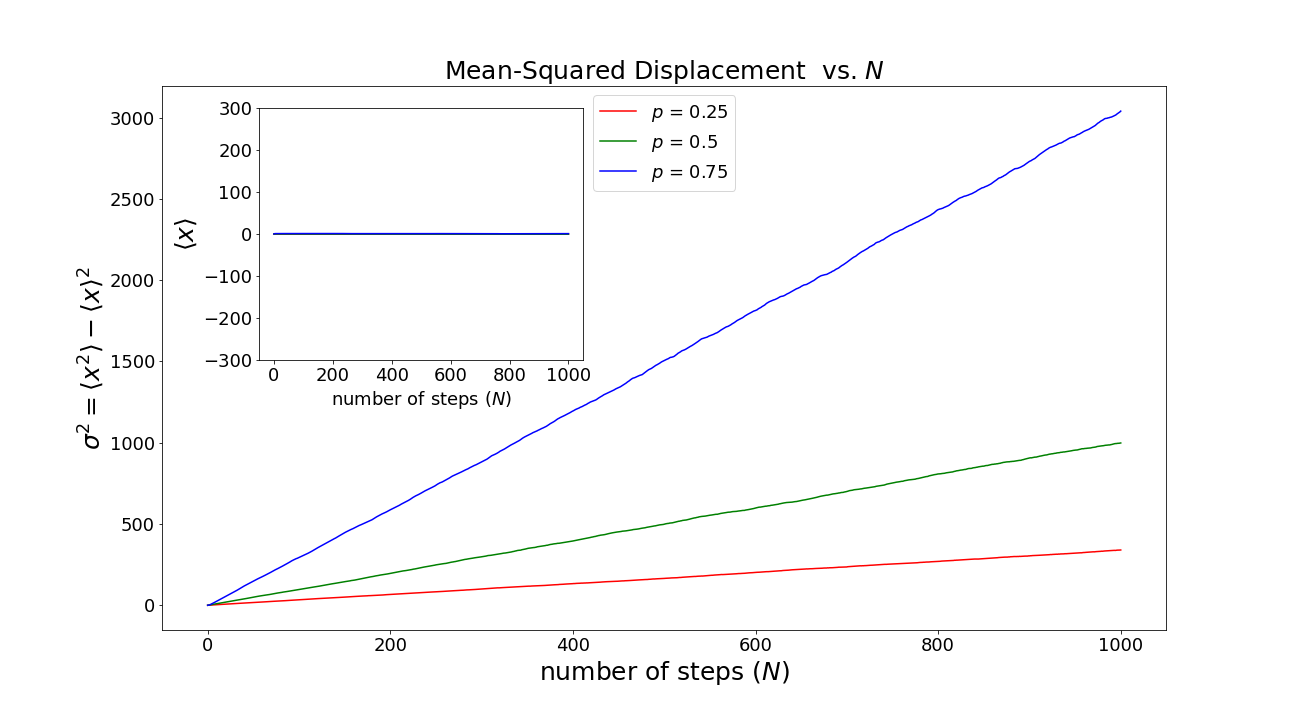 Mean-Squared Displacement  vs. N
p = 0.25
p = 0.5
p = 0.75
σ² = ⟨x²⟩ − ⟨x⟩²
3000
2500
2000
1500
1000
500
0
0 200 400 600 800 1000
number of steps (N)
⟨x⟩
300
200
100
0
−100
−200
−300
0 200 400 600 800 1000
number of steps (N)